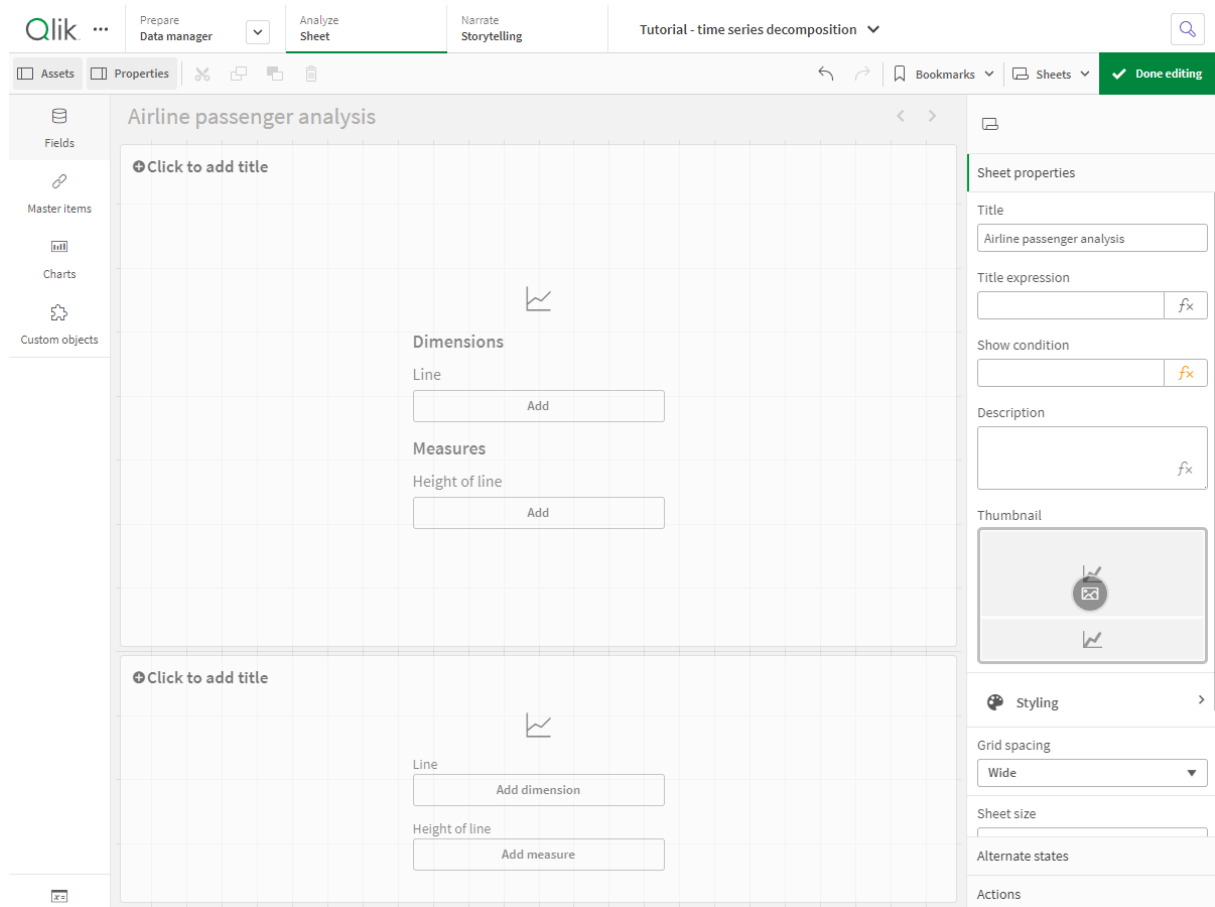 Qlik
Prepare
Data manager
Analyze
Sheet
Narrate
Storytelling
Tutorial - time series decomposition
Assets
Properties
Bookmarks
Sheets
Done editing
Fields
Master items
Charts
Custom objects
Airline passenger analysis
Click to add title
Dimensions
Line
Add
Measures
Height of line
Add
Click to add title
Line
Add dimension
Height of line
Add measure
Sheet properties
Title
Airline passenger analysis
Title expression
fx
Show condition
fx
Description
fx
Thumbnail
Styling
Grid spacing
Wide
Sheet size
Alternate states
Actions